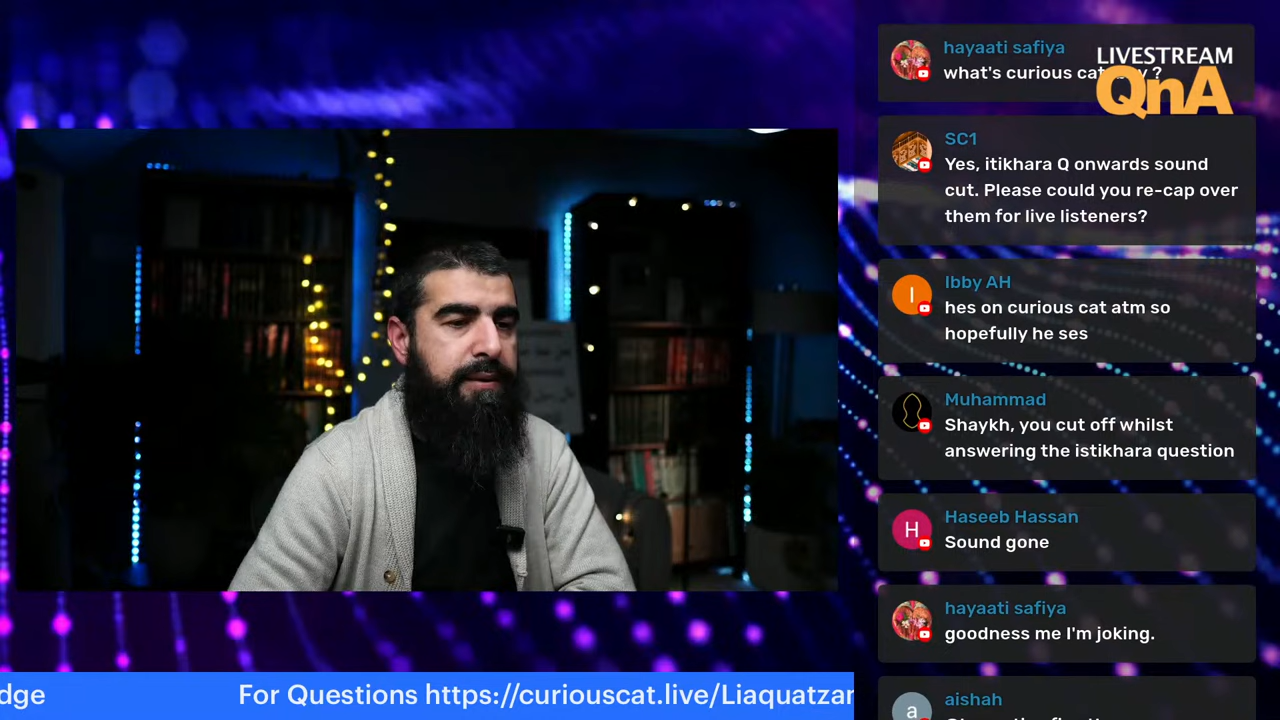 hayaati safiya
what's curious cat ?
LIVESTREAM
QnA
SC1
Yes, itikhara Q onwards sound
cut. Please could you re-cap over
them for live listeners?
I
Ibby AH
hes on curious cat atm so
hopefully he ses
Muhammad
Shaykh, you cut off whilst
answering the istikhara question
H
Haseeb Hassan
Sound gone
hayaati safiya
goodness me I'm joking.
a
aishah
dge
For Questions https://curiouscat.live/Liaquatzar